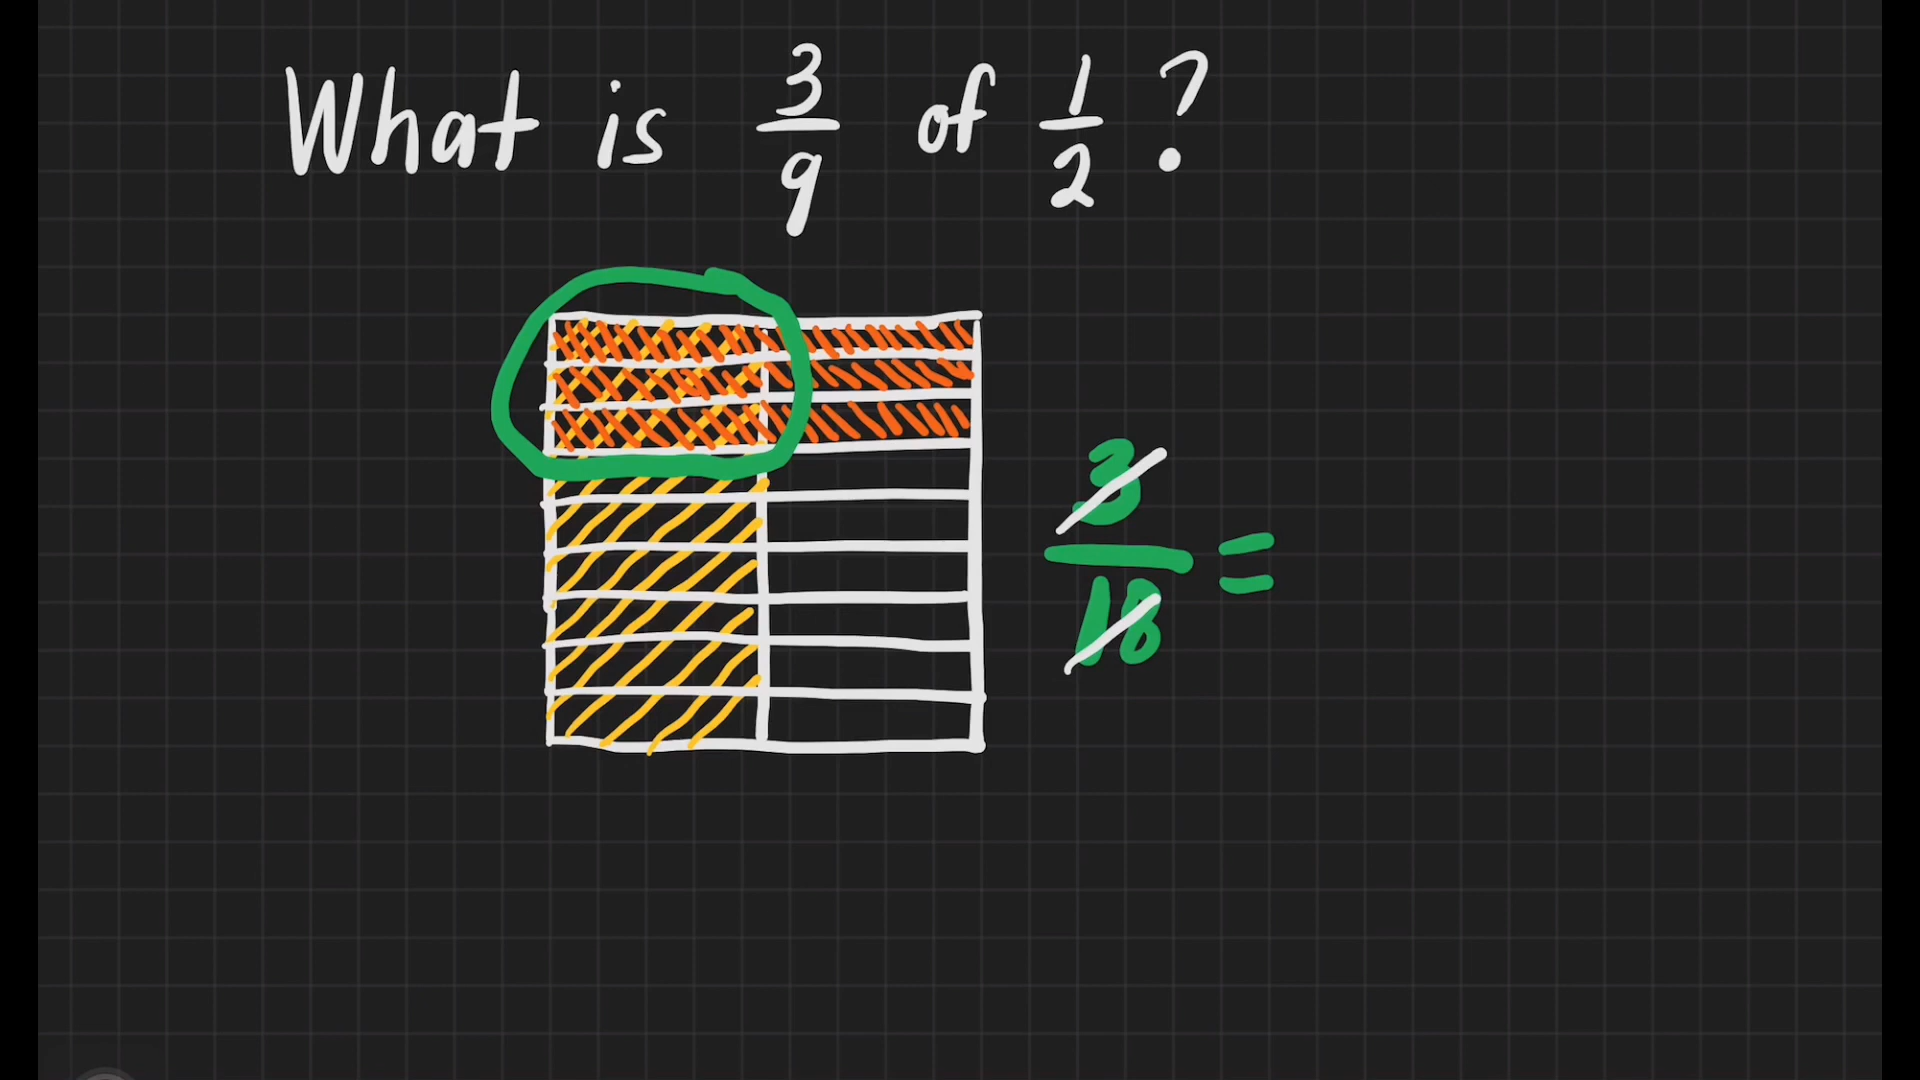 What is 3/9 of 1/2?
3/18 =